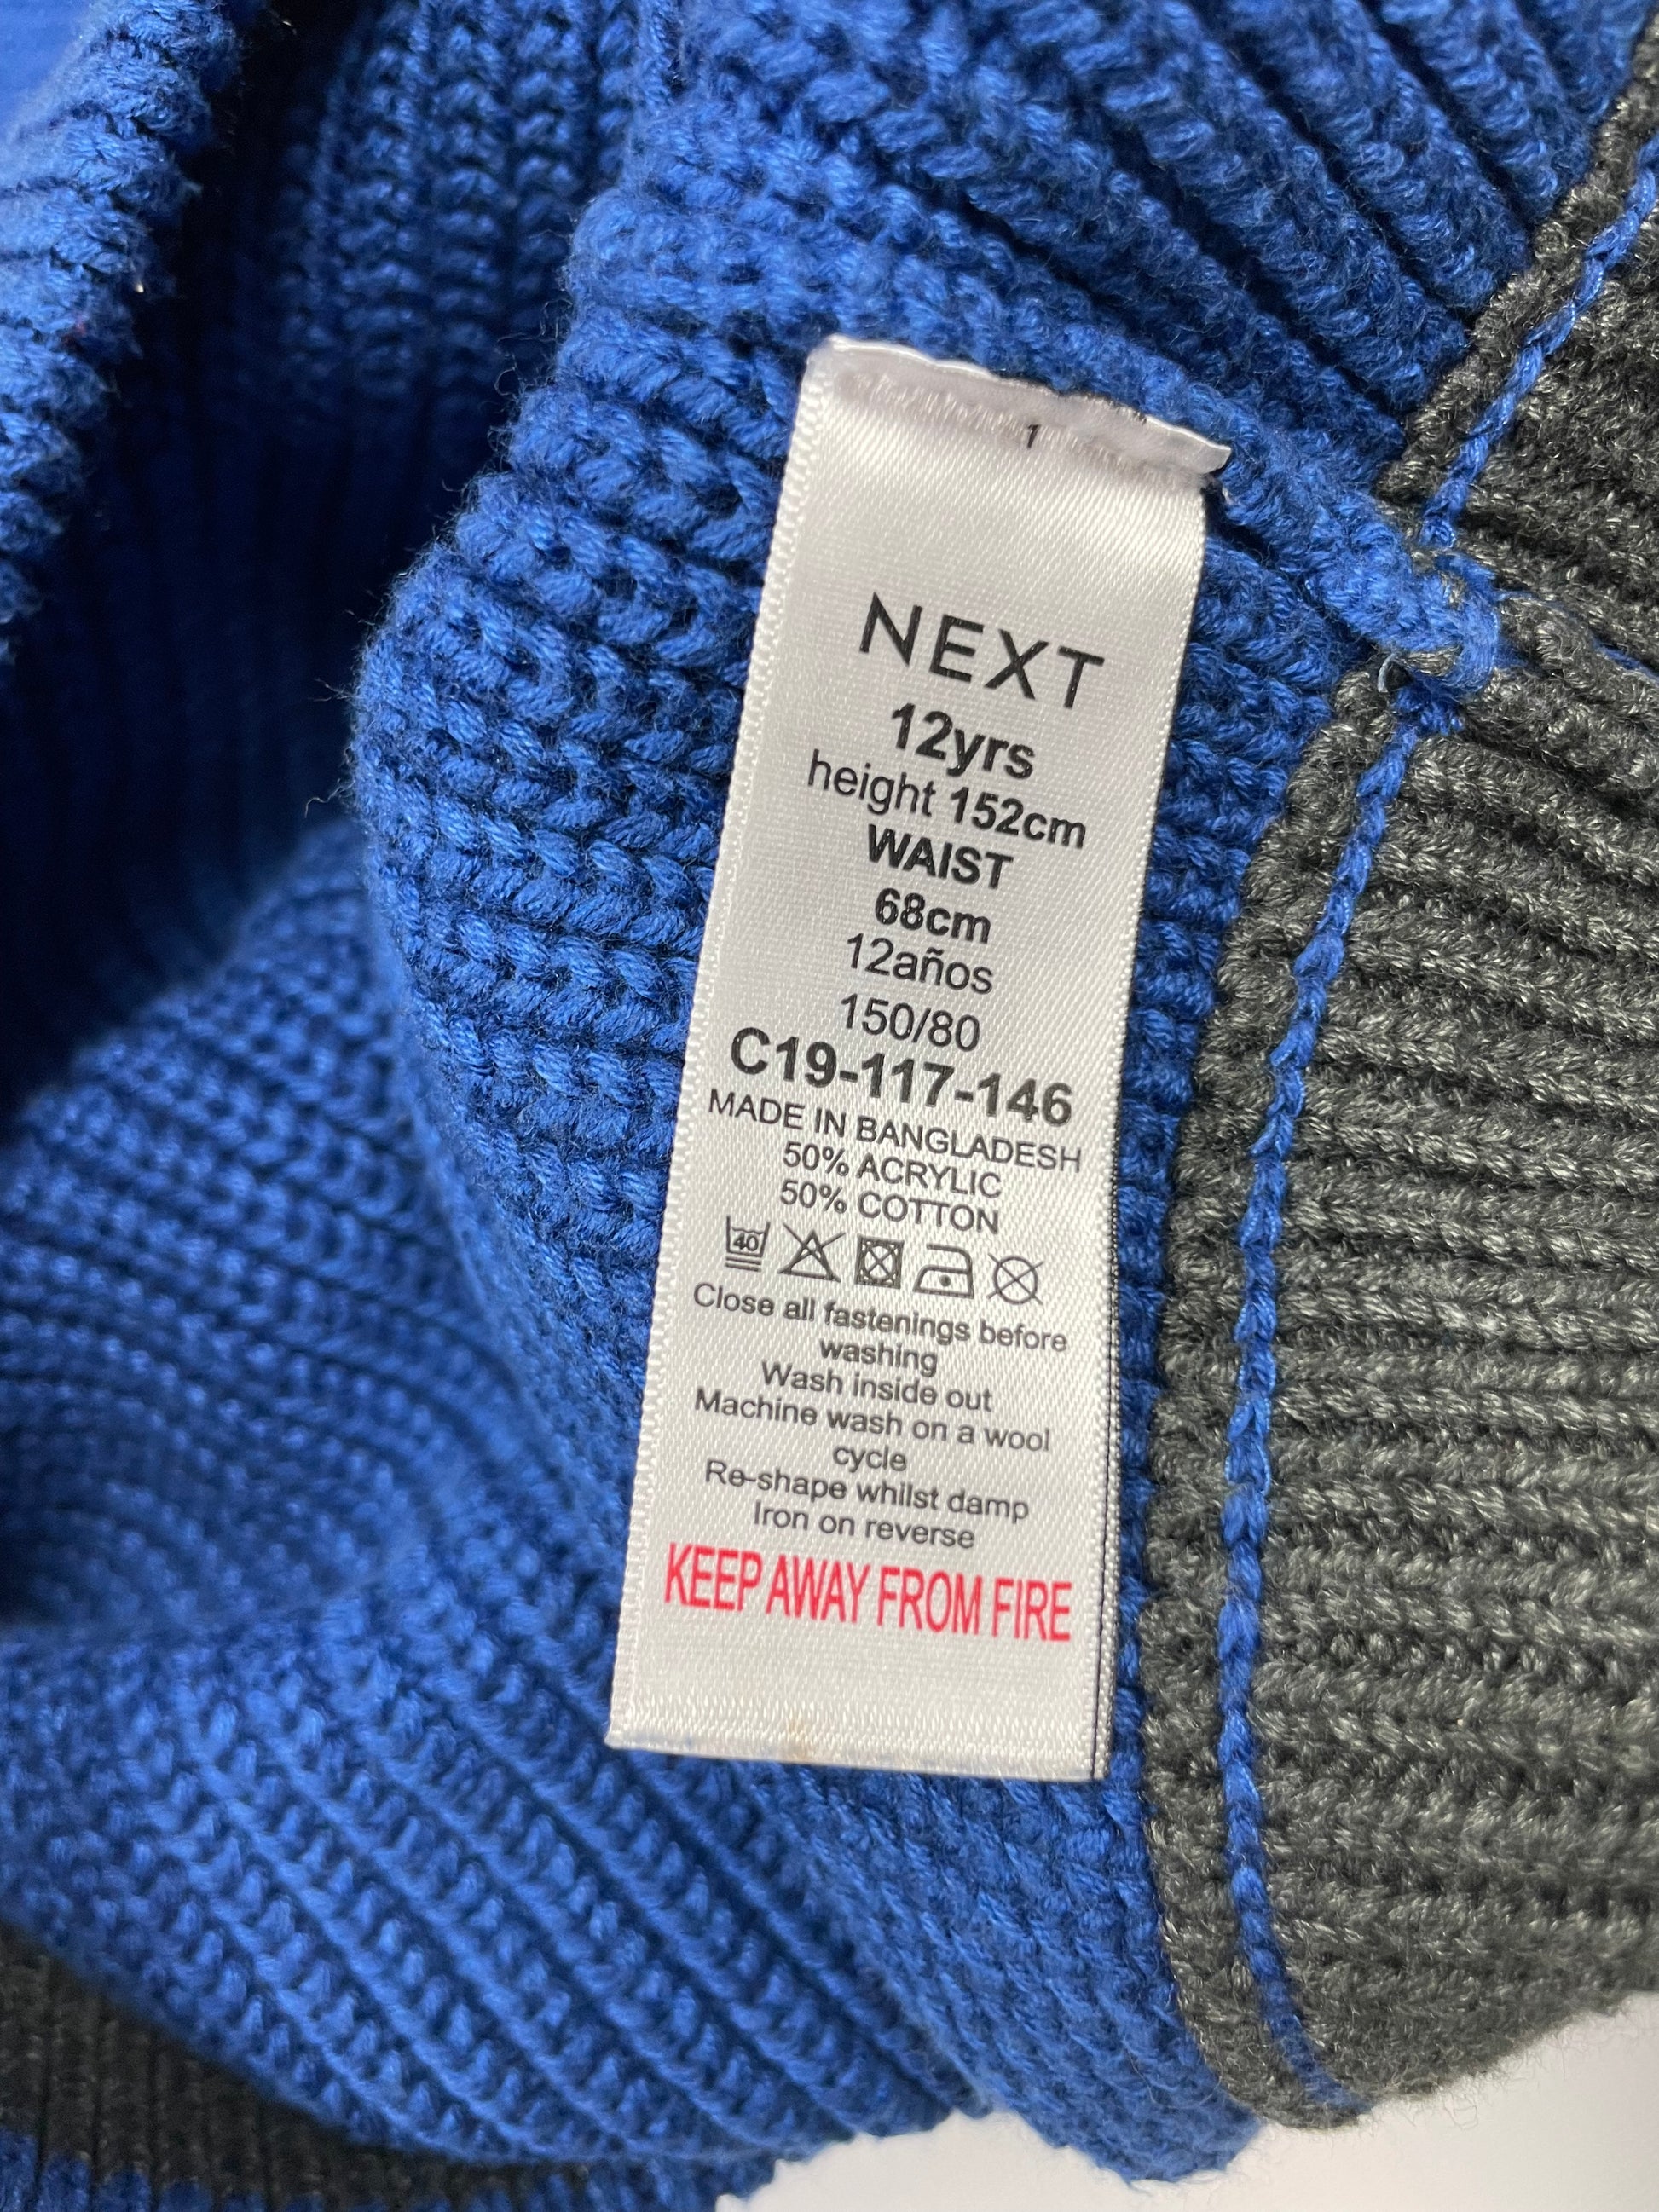 1
NEXT
12yrs
height 152cm
WAIST
68cm
12años
150/80
C19-117-146
MADE IN BANGLADESH
50% ACRYLIC
50% COTTON
40
Close all fastenings before
washing
Wash inside out
Machine wash on a wool
cycle
Re-shape whilst damp
Iron on reverse
KEEP AWAY FROM FIRE